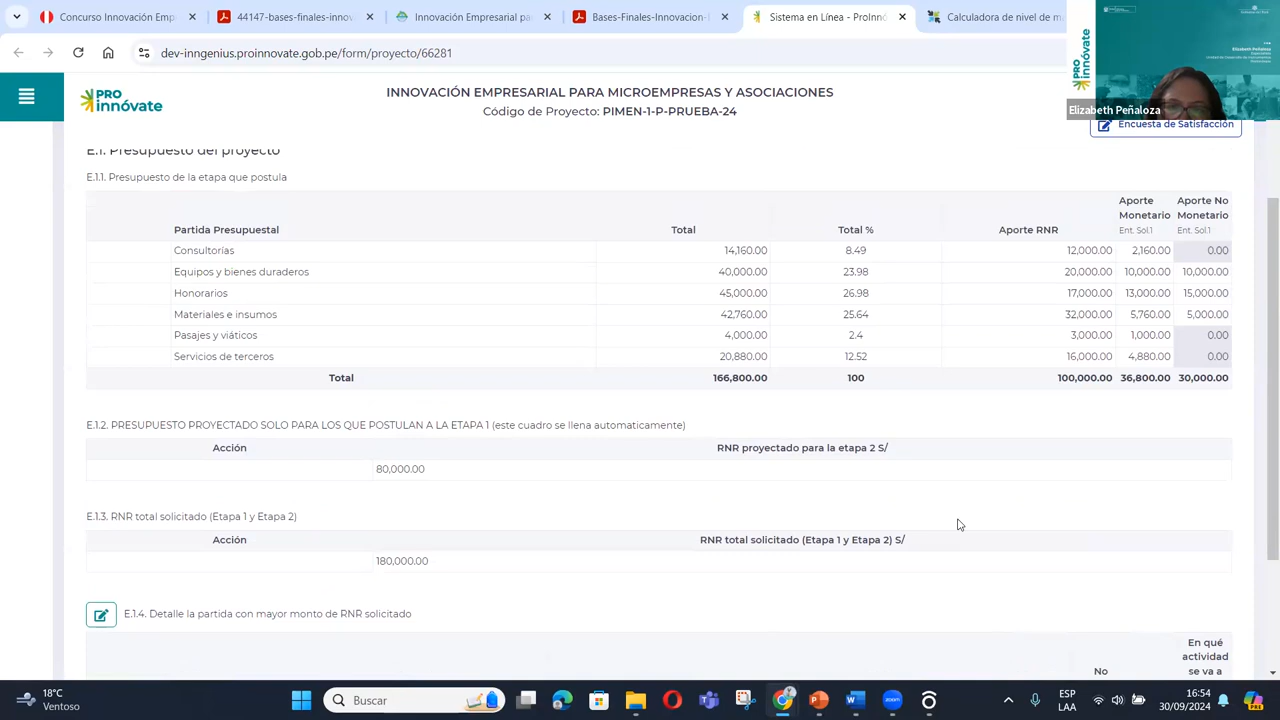 Concurso Innovación Emp
44147-bases-finales-innov
Innovación Empresarial pa
Bases-Finales-Innovacion-
Sistema en Línea - ProInn
Calculadora de nivel de m
dev-inngenius.proinnovate.gob.pe/form/proyecto/66281
PRO
innóvate
INNOVACIÓN EMPRESARIAL PARA MICROEMPRESAS Y ASOCIACIONES
Código de Proyecto: PIMEN-1-P-PRUEBA-24
PRO
innóvate
Elizabeth Peñaloza
Elizabeth Peñaloza
Encuesta de Satisfacción
E.1. Presupuesto del proyecto
E.1.1. Presupuesto de la etapa que postula
Partida Presupuestal Total Total % Aporte RNR Aporte Monetario Ent. Sol.1 Aporte No Monetario Ent. Sol.1
Consultorías 14,160.00 8.49 12,000.00 2,160.00 0.00
Equipos y bienes duraderos 40,000.00 23.98 20,000.00 10,000.00 10,000.00
Honorarios 45,000.00 26.98 17,000.00 13,000.00 15,000.00
Materiales e insumos 42,760.00 25.64 32,000.00 5,760.00 5,000.00
Pasajes y viáticos 4,000.00 2.4 3,000.00 1,000.00 0.00
Servicios de terceros 20,880.00 12.52 16,000.00 4,880.00 0.00
Total 166,800.00 100 100,000.00 36,800.00 30,000.00
E.1.2. PRESUPUESTO PROYECTADO SOLO PARA LOS QUE POSTULAN A LA ETAPA 1 (este cuadro se llena automaticamente)
Acción RNR proyectado para la etapa 2 S/
80,000.00
E.1.3. RNR total solicitado (Etapa 1 y Etapa 2)
Acción RNR total solicitado (Etapa 1 y Etapa 2) S/
180,000.00
E.1.4. Detalle la partida con mayor monto de RNR solicitado
En qué
actividad
No se va a
18°C
Ventoso
Buscar
ESP
LAA
16:54
30/09/2024